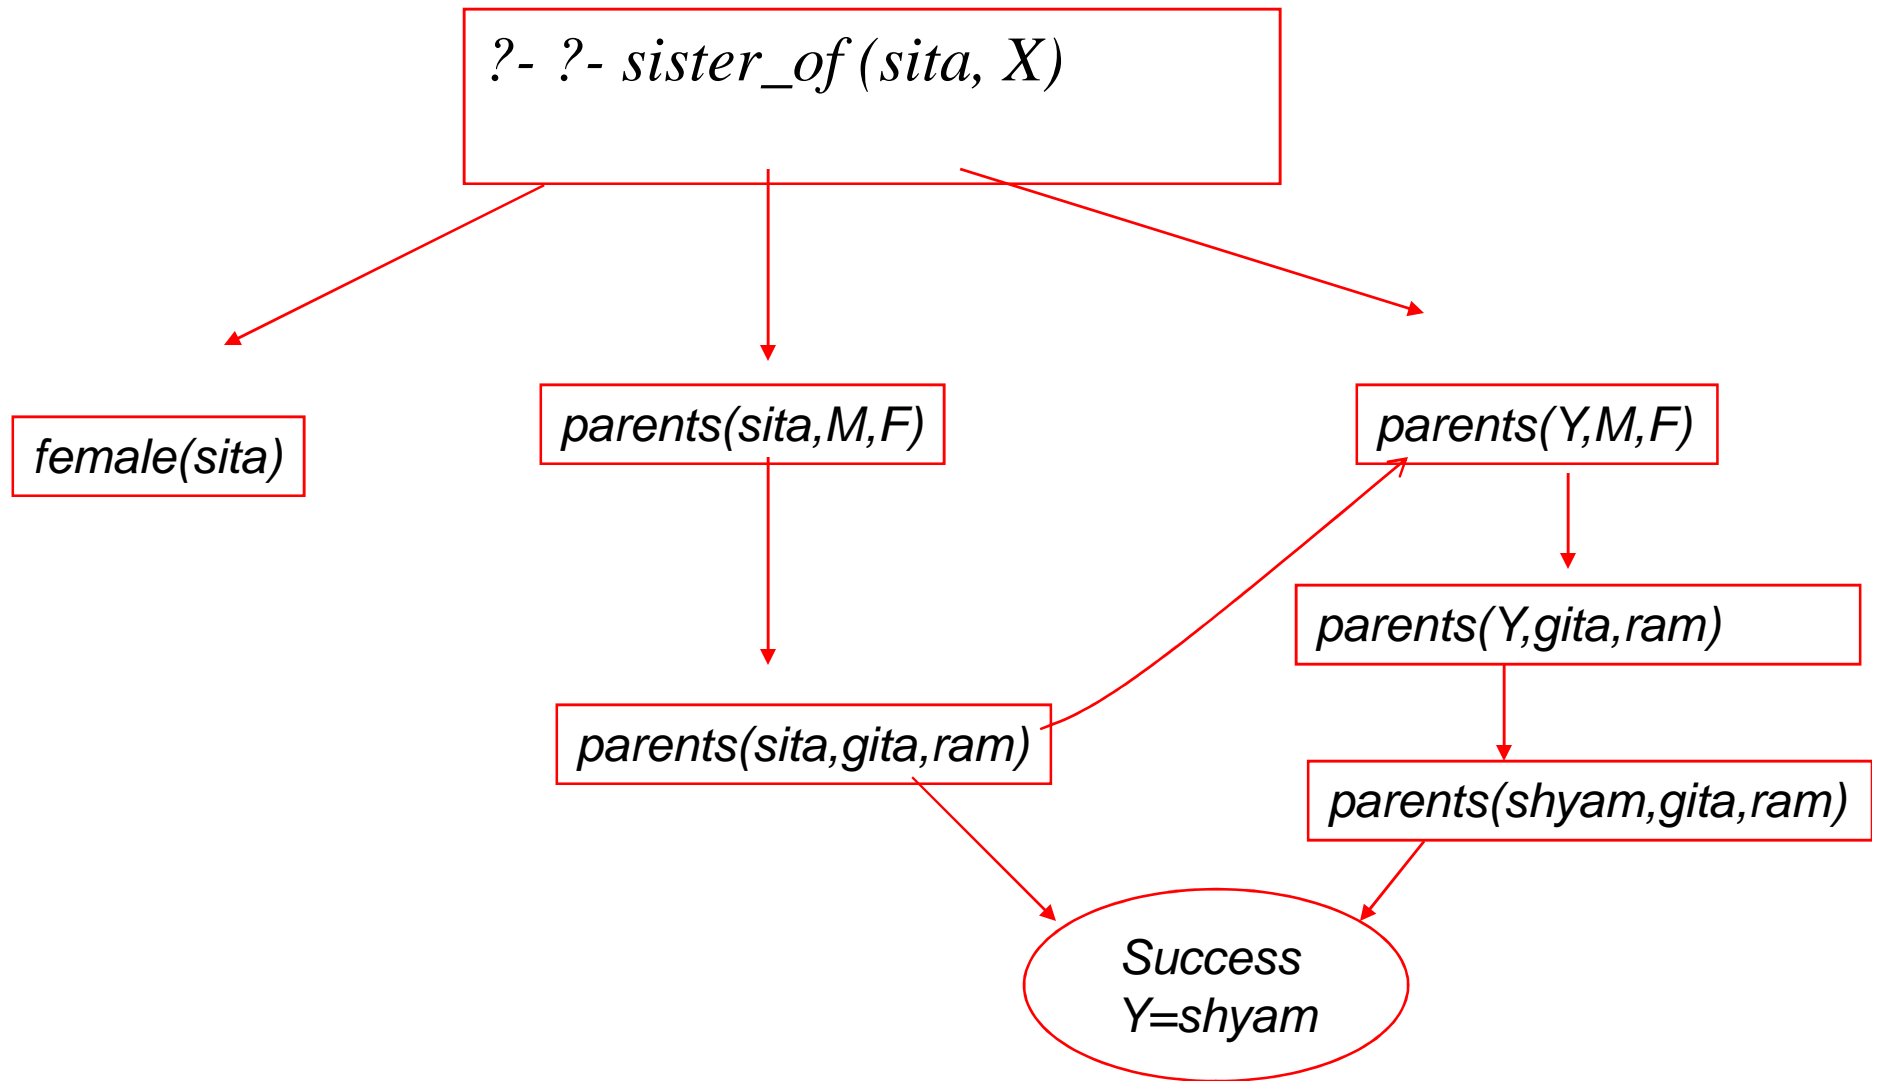 ?- ?- sister_of (sita, X)
female(sita)
parents(sita,M,F)
parents(Y,M,F)
parents(Y,gita,ram)
parents(sita,gita,ram)
parents(shyam,gita,ram)
Success
Y=shyam